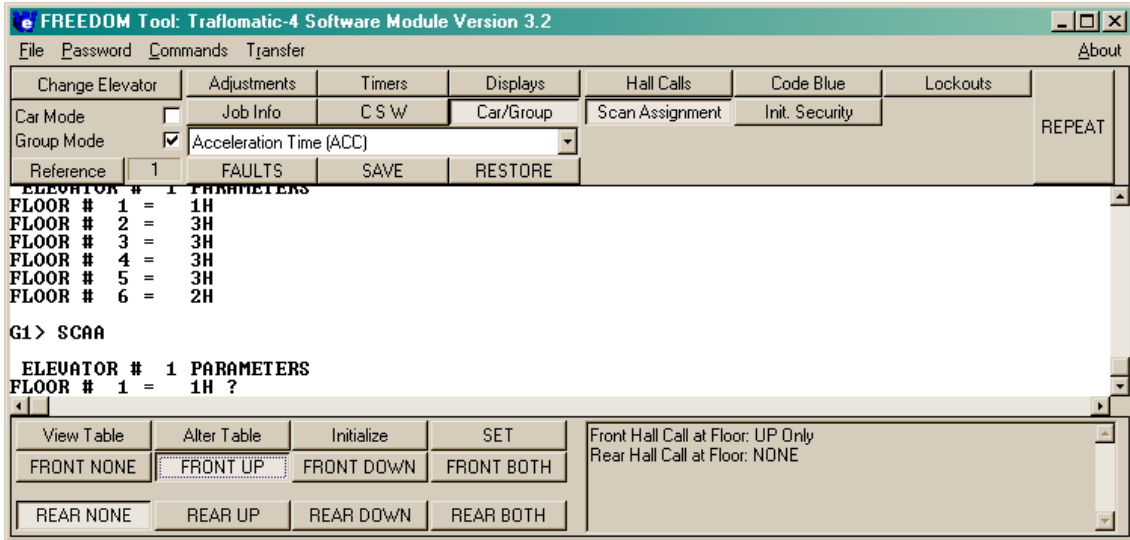 FREEDOM Tool: Traflomatic-4 Software Module Version 3.2
File Password Commands Transfer About
Change Elevator Adjustments Timers Displays Hall Calls Code Blue Lockouts
Car Mode Job Info C S W Car/Group Scan Assignment Init. Security REPEAT
Group Mode Acceleration Time (ACC)
Reference 1 FAULTS SAVE RESTORE
ELEVATOR # 1 PARAMETERS
FLOOR # 1 = 1H
FLOOR # 2 = 3H
FLOOR # 3 = 3H
FLOOR # 4 = 3H
FLOOR # 5 = 3H
FLOOR # 6 = 2H
G1> SCAA
ELEVATOR # 1 PARAMETERS
FLOOR # 1 = 1H ?
View Table Alter Table Initialize SET Front Hall Call at Floor: UP Only
Rear Hall Call at Floor: NONE
FRONT NONE FRONT UP FRONT DOWN FRONT BOTH
REAR NONE REAR UP REAR DOWN REAR BOTH